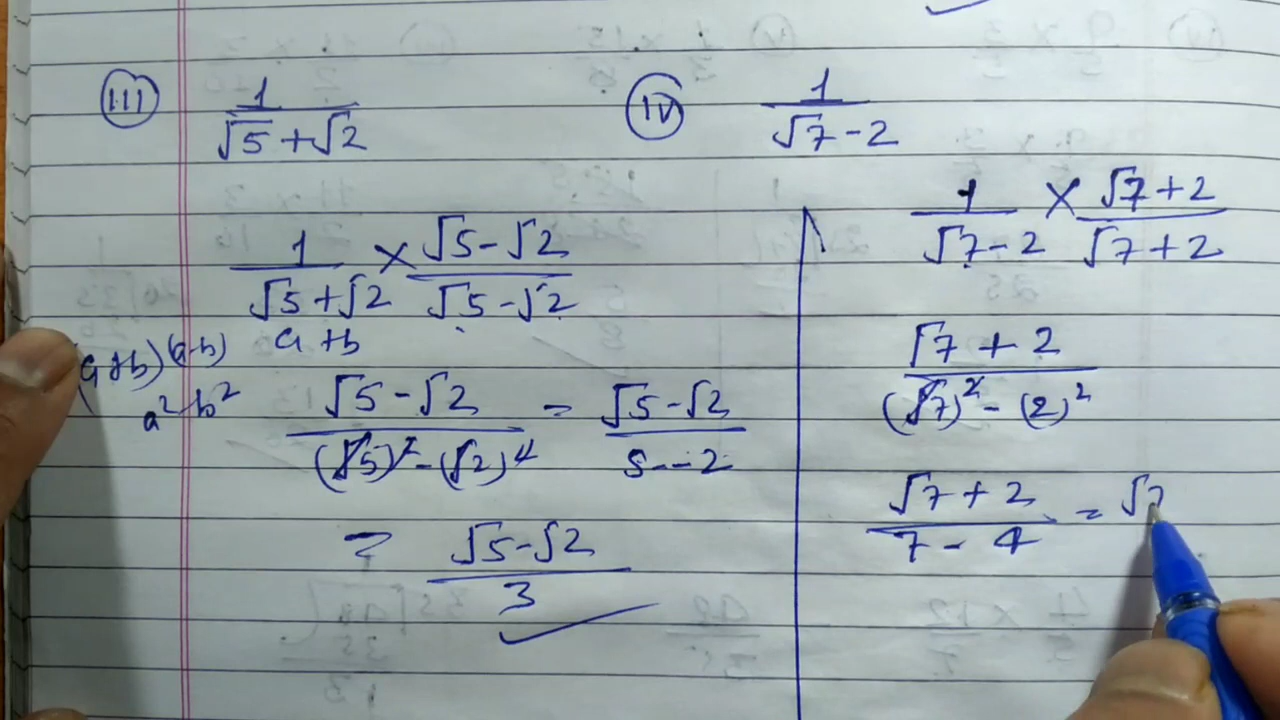 (III) 1/(√5+√2)
1/(√5+√2) × (√5-√2)/(√5-√2)
a+b
(a+b)(a-b)
a²-b²
(√5-√2)/((√5)²-(√2)²) = (√5-√2)/(5--2)
= (√5-√2)/3
(IV) 1/(√7-2)
1/(√7-2) × (√7+2)/(√7+2)
(√7+2)/((√7)²-(2)²)
(√7+2)/(7-4) = √7